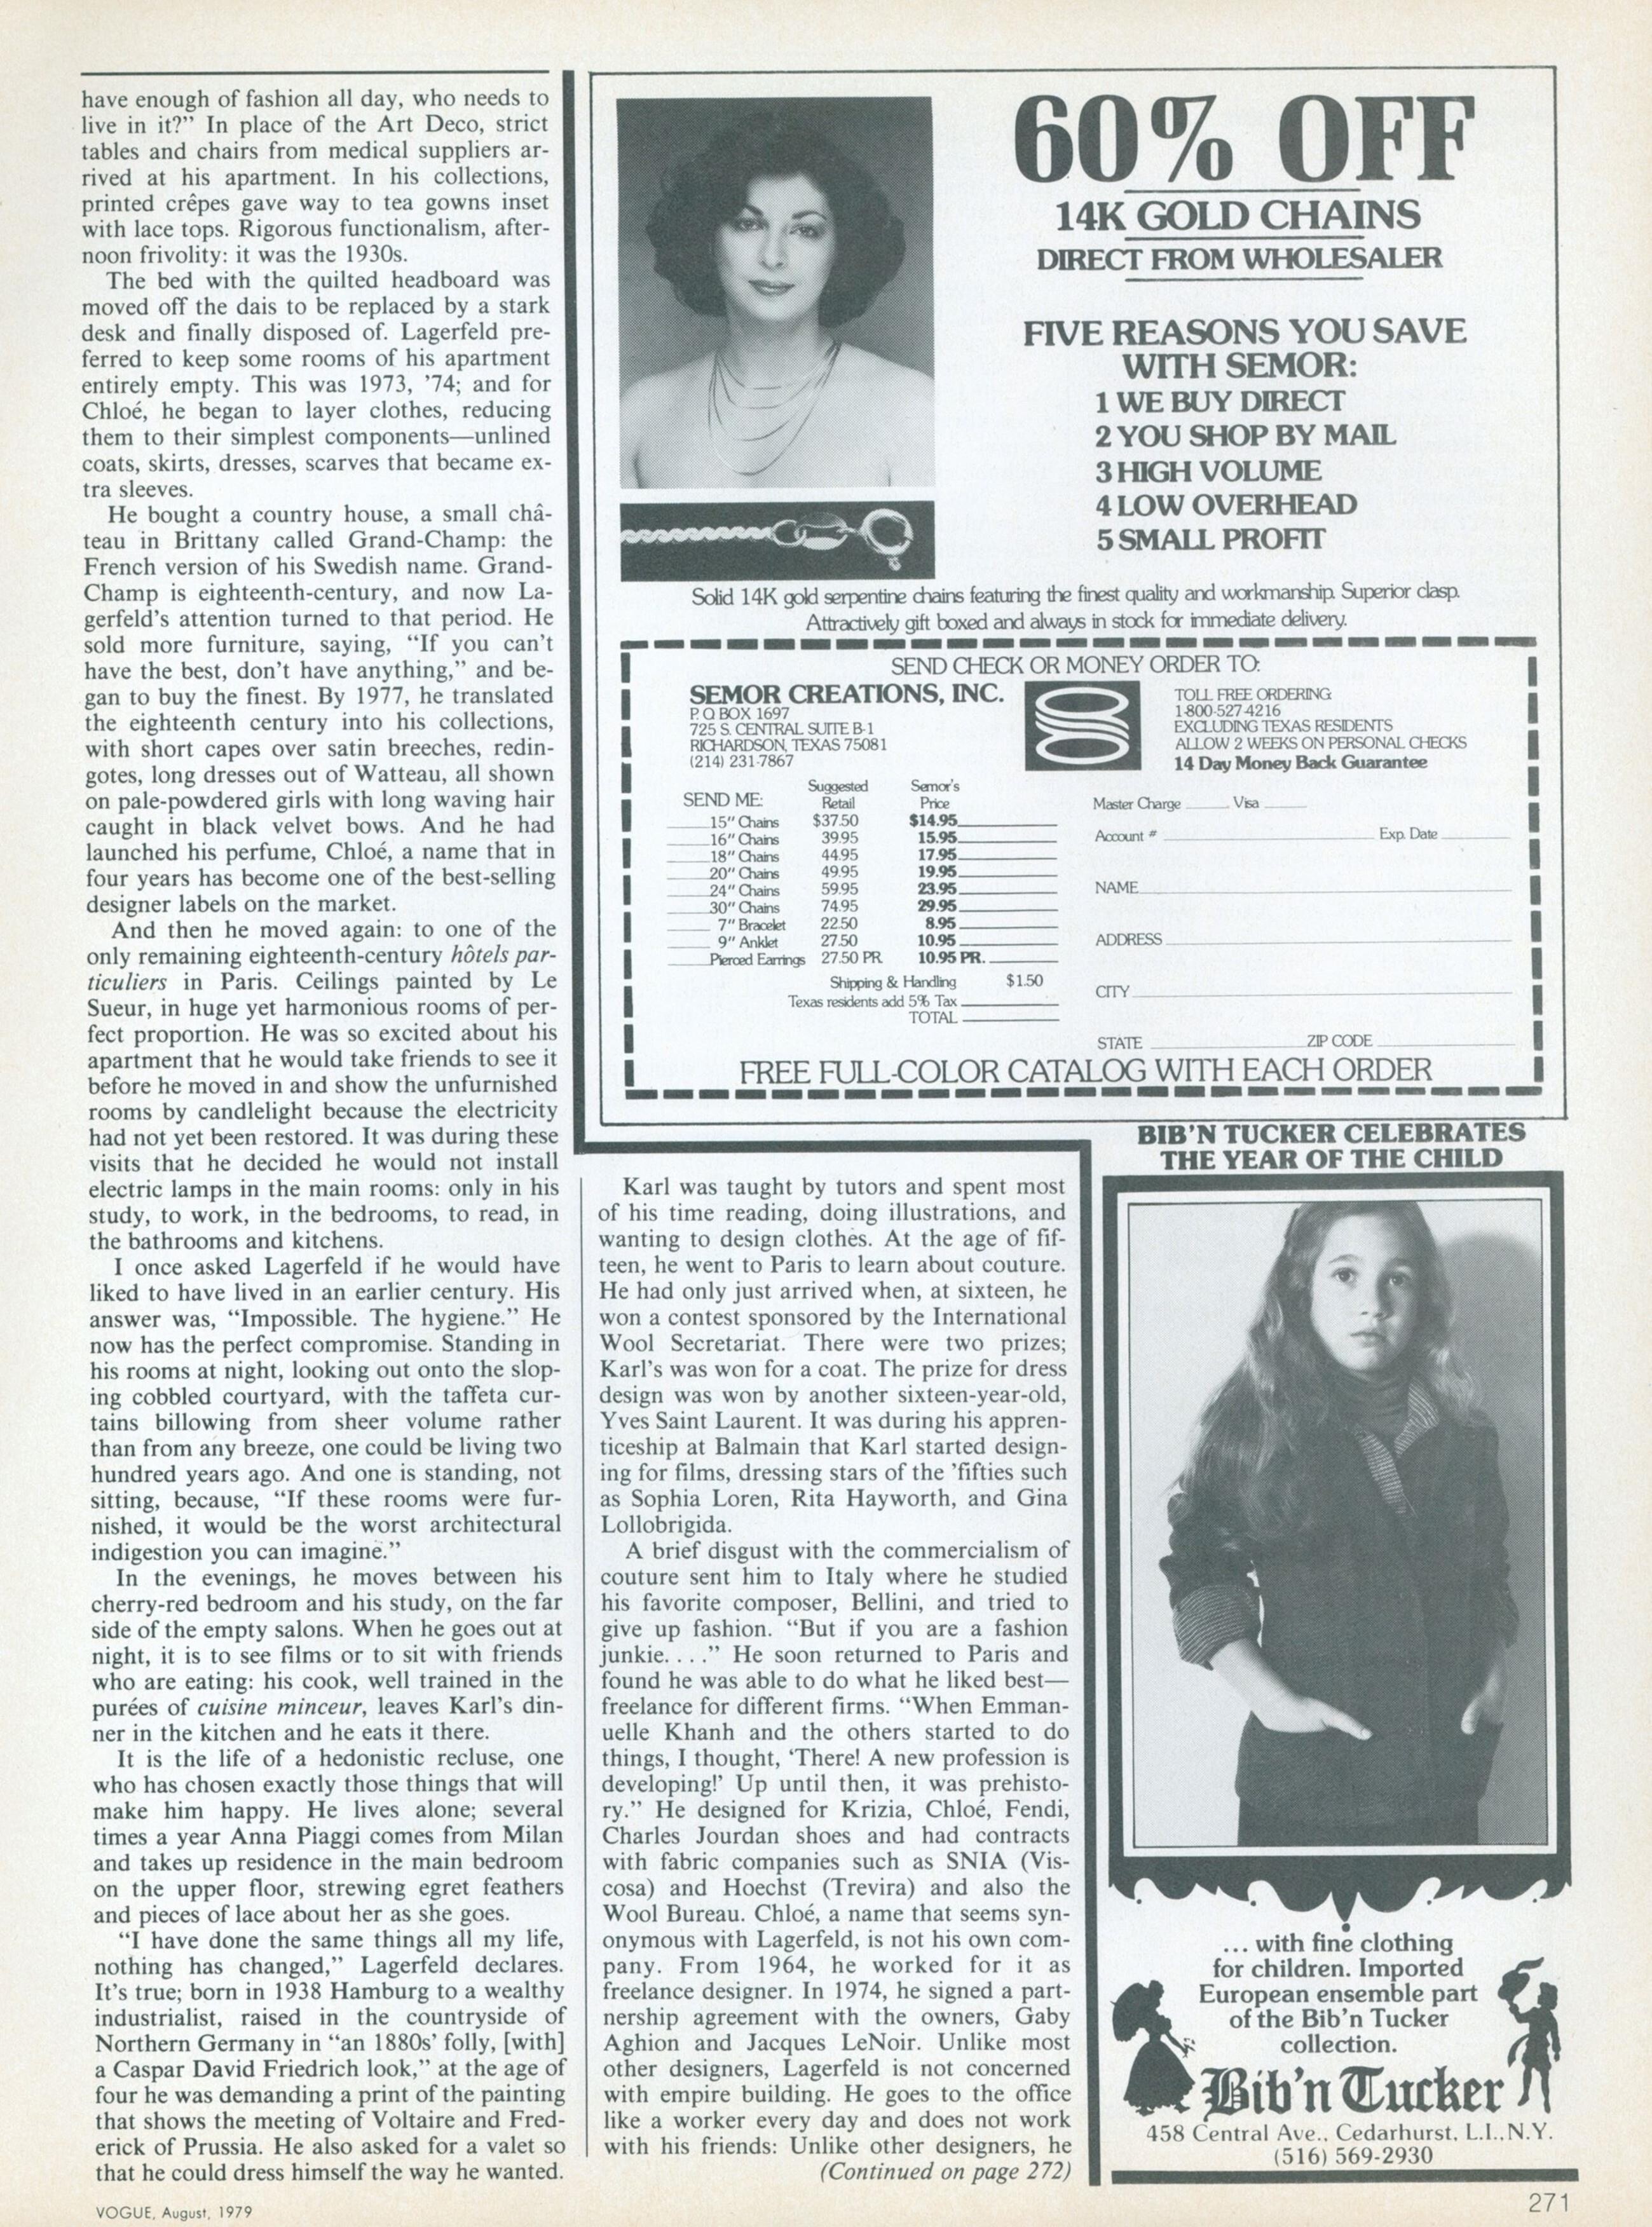 have enough of fashion all day, who needs to
live in it?” In place of the Art Deco, strict
tables and chairs from medical suppliers ar-
rived at his apartment. In his collections,
printed crêpes gave way to tea gowns inset
with lace tops. Rigorous functionalism, after-
noon frivolity: it was the 1930s.
The bed with the quilted headboard was
moved off the dais to be replaced by a stark
desk and finally disposed of. Lagerfeld pre-
ferred to keep some rooms of his apartment
entirely empty. This was 1973, ’74; and for
Chloé, he began to layer clothes, reducing
them to their simplest components—unlined
coats, skirts, dresses, scarves that became ex-
tra sleeves.
He bought a country house, a small châ-
teau in Brittany called Grand-Champ: the
French version of his Swedish name. Grand-
Champ is eighteenth-century, and now La-
gerfeld’s attention turned to that period. He
sold more furniture, saying, “If you can’t
have the best, don’t have anything,” and be-
gan to buy the finest. By 1977, he translated
the eighteenth century into his collections,
with short capes over satin breeches, redin-
gotes, long dresses out of Watteau, all shown
on pale-powdered girls with long waving hair
caught in black velvet bows. And he had
launched his perfume, Chloé, a name that in
four years has become one of the best-selling
designer labels on the market.
And then he moved again: to one of the
only remaining eighteenth-century hôtels par-
ticuliers in Paris. Ceilings painted by Le
Sueur, in huge yet harmonious rooms of per-
fect proportion. He was so excited about his
apartment that he would take friends to see it
before he moved in and show the unfurnished
rooms by candlelight because the electricity
had not yet been restored. It was during these
visits that he decided he would not install
electric lamps in the main rooms: only in his
study, to work, in the bedrooms, to read, in
the bathrooms and kitchens.
I once asked Lagerfeld if he would have
liked to have lived in an earlier century. His
answer was, “Impossible. The hygiene.” He
now has the perfect compromise. Standing in
his rooms at night, looking out onto the slop-
ing cobbled courtyard, with the taffeta cur-
tains billowing from sheer volume rather
than from any breeze, one could be living two
hundred years ago. And one is standing, not
sitting, because, “If these rooms were fur-
nished, it would be the worst architectural
indigestion you can imagine.”
In the evenings, he moves between his
cherry-red bedroom and his study, on the far
side of the empty salons. When he goes out at
night, it is to see films or to sit with friends
who are eating: his cook, well trained in the
purées of cuisine minceur, leaves Karl’s din-
ner in the kitchen and he eats it there.
It is the life of a hedonistic recluse, one
who has chosen exactly those things that will
make him happy. He lives alone; several
times a year Anna Piaggi comes from Milan
and takes up residence in the main bedroom
on the upper floor, strewing egret feathers
and pieces of lace about her as she goes.
“I have done the same things all my life,
nothing has changed,” Lagerfeld declares.
It’s true; born in 1938 Hamburg to a wealthy
industrialist, raised in the countryside of
Northern Germany in “an 1880s’ folly, [with]
a Caspar David Friedrich look,” at the age of
four he was demanding a print of the painting
that shows the meeting of Voltaire and Fred-
erick of Prussia. He also asked for a valet so
that he could dress himself the way he wanted.
Karl was taught by tutors and spent most
of his time reading, doing illustrations, and
wanting to design clothes. At the age of fif-
teen, he went to Paris to learn about couture.
He had only just arrived when, at sixteen, he
won a contest sponsored by the International
Wool Secretariat. There were two prizes;
Karl’s was won for a coat. The prize for dress
design was won by another sixteen-year-old,
Yves Saint Laurent. It was during his appren-
ticeship at Balmain that Karl started design-
ing for films, dressing stars of the ’fifties such
as Sophia Loren, Rita Hayworth, and Gina
Lollobrigida.
A brief disgust with the commercialism of
couture sent him to Italy where he studied
his favorite composer, Bellini, and tried to
give up fashion. “But if you are a fashion
junkie. . . .” He soon returned to Paris and
found he was able to do what he liked best—
freelance for different firms. “When Emman-
uelle Khanh and the others started to do
things, I thought, ‘There! A new profession is
developing!’ Up until then, it was prehisto-
ry.” He designed for Krizia, Chloé, Fendi,
Charles Jourdan shoes and had contracts
with fabric companies such as SNIA (Vis-
cosa) and Hoechst (Trevira) and also the
Wool Bureau. Chloé, a name that seems syn-
onymous with Lagerfeld, is not his own com-
pany. From 1964, he worked for it as
freelance designer. In 1974, he signed a part-
nership agreement with the owners, Gaby
Aghion and Jacques LeNoir. Unlike most
other designers, Lagerfeld is not concerned
with empire building. He goes to the office
like a worker every day and does not work
with his friends: Unlike other designers, he
(Continued on page 272)
60% OFF
14K GOLD CHAINS
DIRECT FROM WHOLESALER
FIVE REASONS YOU SAVE
WITH SEMOR:
1 WE BUY DIRECT
2 YOU SHOP BY MAIL
3 HIGH VOLUME
4 LOW OVERHEAD
5 SMALL PROFIT
Solid 14K gold serpentine chains featuring the finest quality and workmanship. Superior clasp.
Attractively gift boxed and always in stock for immediate delivery.
SEND CHECK OR MONEY ORDER TO:
SEMOR CREATIONS, INC.
P. O. BOX 1697
725 S. CENTRAL SUITE B-1
RICHARDSON, TEXAS 75081
(214) 231-7867
TOLL FREE ORDERING
1-800-527-4216
EXCLUDING TEXAS RESIDENTS
ALLOW 2 WEEKS ON PERSONAL CHECKS
14 Day Money Back Guarantee
SEND ME: Suggested Retail Semor's Price
15" Chains $37.50 $14.95
16" Chains 39.95 15.95
18" Chains 44.95 17.95
20" Chains 49.95 19.95
24" Chains 59.95 23.95
30" Chains 74.95 29.95
7" Bracelet 22.50 8.95
9" Anklet 27.50 10.95
Pierced Earrings 27.50 PR. 10.95 PR.
Shipping & Handling $1.50
Texas residents add 5% Tax
TOTAL
Master Charge Visa
Account # Exp. Date
NAME
ADDRESS
CITY
STATE ZIP CODE
FREE FULL-COLOR CATALOG WITH EACH ORDER
BIB'N TUCKER CELEBRATES
THE YEAR OF THE CHILD
... with fine clothing
for children. Imported
European ensemble part
of the Bib'n Tucker
collection.
Bib'n Tucker
458 Central Ave., Cedarhurst, L.I., N.Y.
(516) 569-2930
VOGUE, August, 1979
271